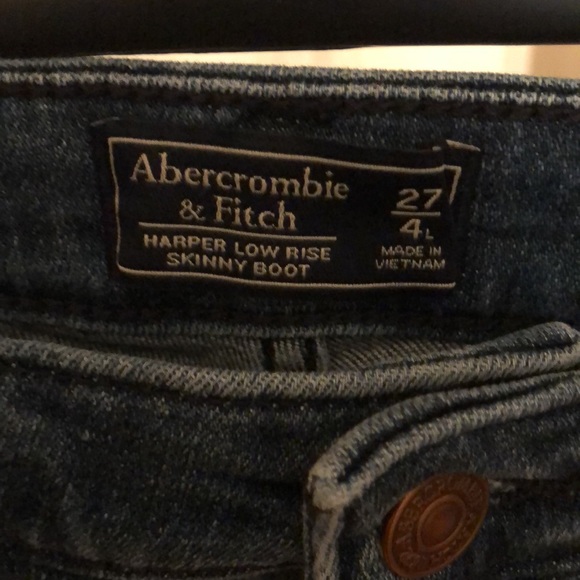 Abercrombie
& Fitch
HARPER LOW RISE
SKINNY BOOT
27
4L
MADE IN
VIETNAM